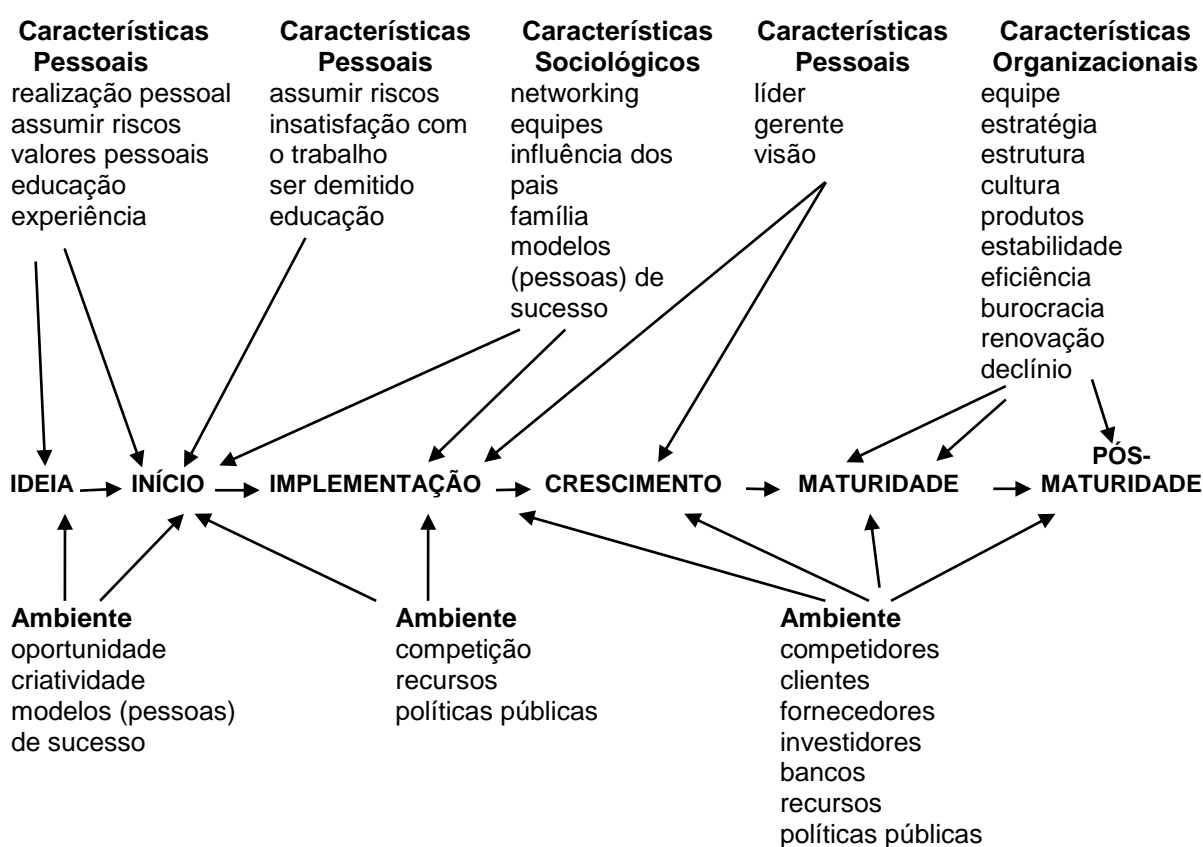 Características
Pessoais
realização pessoal
assumir riscos
valores pessoais
educação
experiência
Características
Pessoais
assumir riscos
insatisfação com
o trabalho
ser demitido
educação
Características
Sociológicos
networking
equipes
influência dos
pais
família
modelos
(pessoas) de
sucesso
Características
Pessoais
líder
gerente
visão
Características
Organizacionais
equipe
estratégia
estrutura
cultura
produtos
estabilidade
eficiência
burocracia
renovação
declínio
IDEIA
INÍCIO
IMPLEMENTAÇÃO
CRESCIMENTO
MATURIDADE
PÓS-
MATURIDADE
Ambiente
oportunidade
criatividade
modelos (pessoas)
de sucesso
Ambiente
competição
recursos
políticas públicas
Ambiente
competidores
clientes
fornecedores
investidores
bancos
recursos
políticas públicas